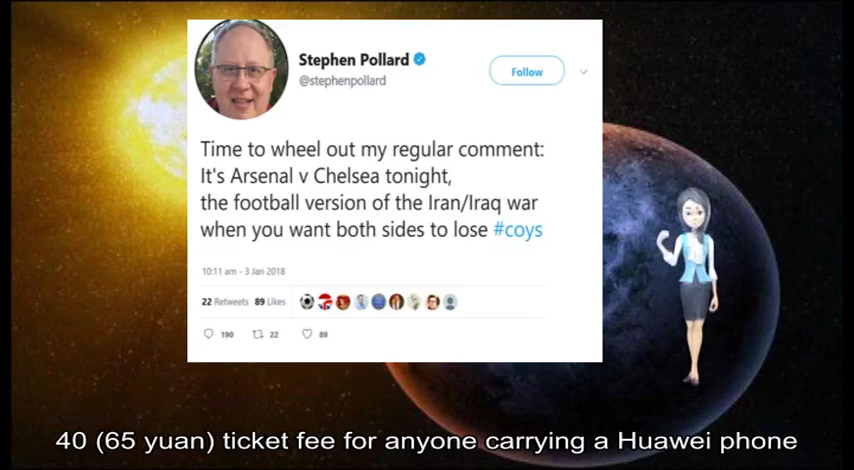 Stephen Pollard
@stephenpollard
Follow
Time to wheel out my regular comment:
It's Arsenal v Chelsea tonight,
the football version of the Iran/Iraq war
when you want both sides to lose #coys
10:11 am - 3 Jan 2018
22 Retweets 89 Likes
190 22 89
40 (65 yuan) ticket fee for anyone carrying a Huawei phone